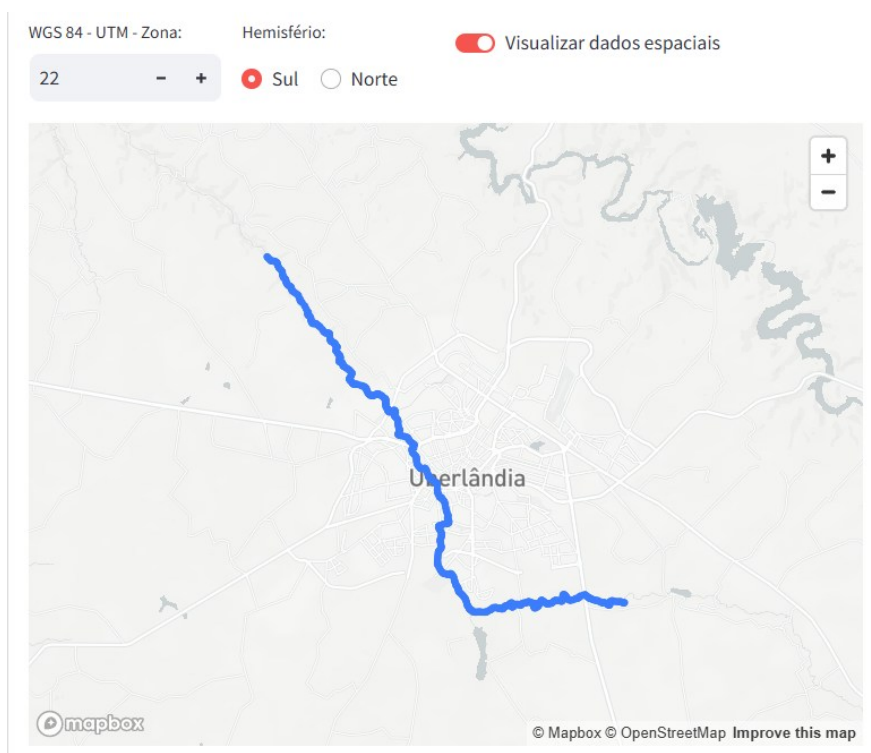 WGS 84 - UTM - Zona:
Hemisfério:
Visualizar dados espaciais
22 - +
Sul
Norte
+
-
Uberlândia
mapbox
© Mapbox © OpenStreetMap Improve this map